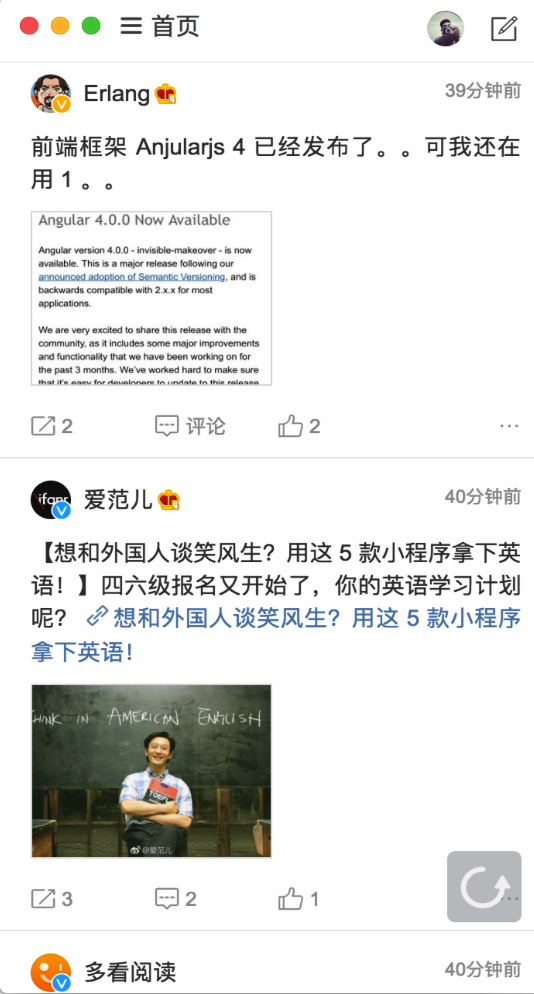 首页
Erlang
39分钟前
前端框架 Anjularjs 4 已经发布了。。可我还在
用 1 。。
Angular 4.0.0 Now Available
Angular version 4.0.0 - invisible-makeover - is now
available. This is a major release following our
announced adoption of Semantic Versioning, and is
backwards compatible with 2.x.x for most
applications.
We are very excited to share this release with the
community, as it includes some major improvements
and functionality that we have been working on for
the past 3 months. We've worked hard to make sure
that it's easy for developers to update to this release
2 评论 2
ifanr
爱范儿
40分钟前
【想和外国人谈笑风生？用这 5 款小程序拿下英
语！】四六级报名又开始了，你的英语学习计划
呢？ 想和外国人谈笑风生？用这 5 款小程序
拿下英语！
HINK IN AMERICAN ENGLISH
TOEFL
@爱范儿
3 2 1
多看阅读
40分钟前